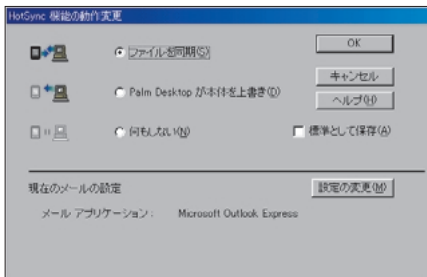 HotSync 機能の動作変更
OK
ファイルを同期(S)
キャンセル
Palm Desktop が本体を上書き(D)
ヘルプ(H)
何もしない(N)
標準として保存(A)
現在のメールの設定
設定の変更(M)
メール アプリケーション： Microsoft Outlook Express